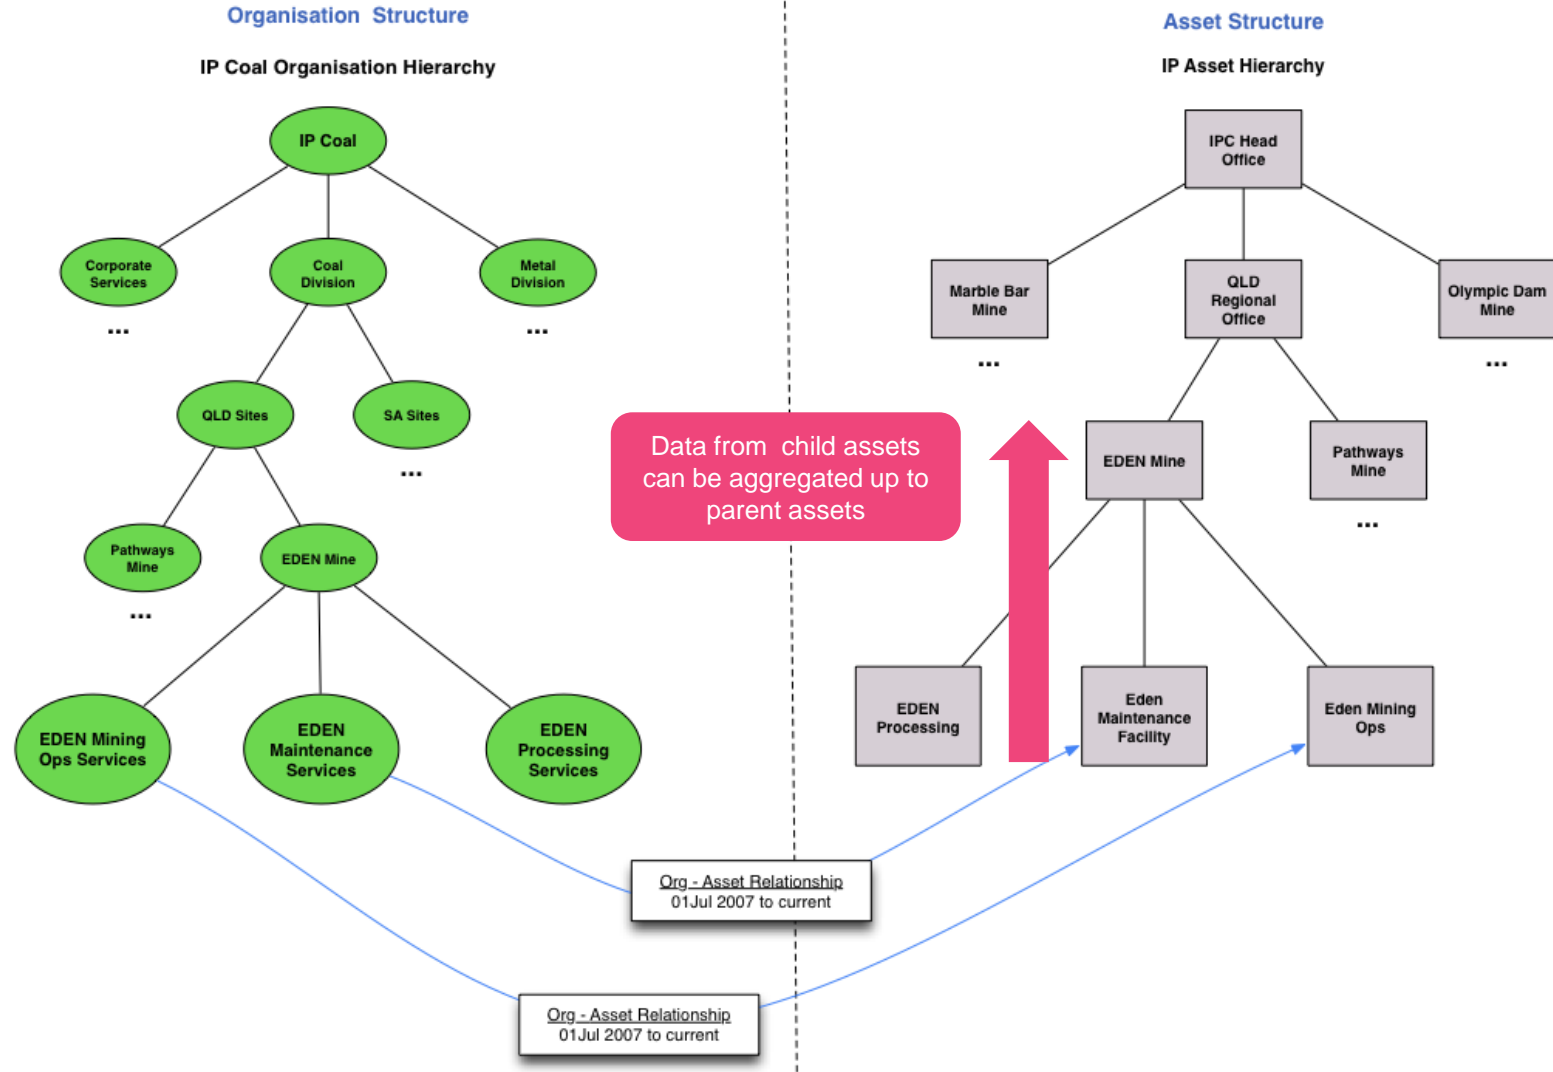 Organisation Structure
IP Coal Organisation Hierarchy
IP Coal
Corporate
Services
...
Coal
Division
Metal
Division
...
QLD Sites
SA Sites
...
Pathways
Mine
...
EDEN Mine
EDEN Mining
Ops Services
EDEN
Maintenance
Services
EDEN
Processing
Services
Asset Structure
IP Asset Hierarchy
IPC Head
Office
Marble Bar
Mine
...
QLD
Regional
Office
Olympic Dam
Mine
...
Data from child assets
can be aggregated up to
parent assets
EDEN Mine
Pathways
Mine
...
EDEN
Processing
Eden
Maintenance
Facility
Eden Mining
Ops
Org - Asset Relationship
01Jul 2007 to current
Org - Asset Relationship
01Jul 2007 to current